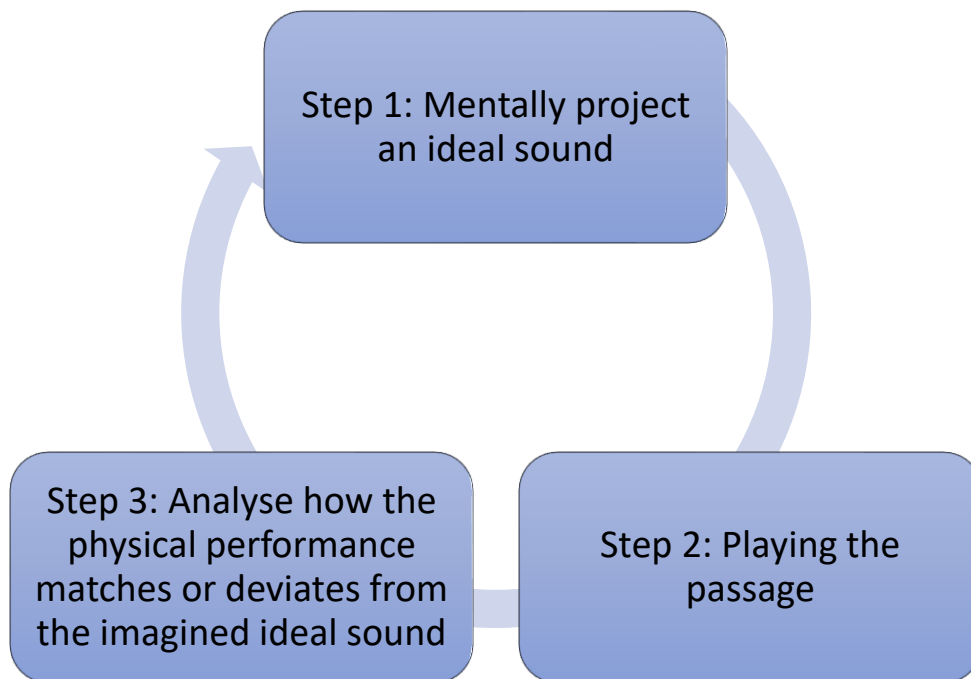 Step 1: Mentally project
an ideal sound
Step 2: Playing the
passage
Step 3: Analyse how the
physical performance
matches or deviates from
the imagined ideal sound